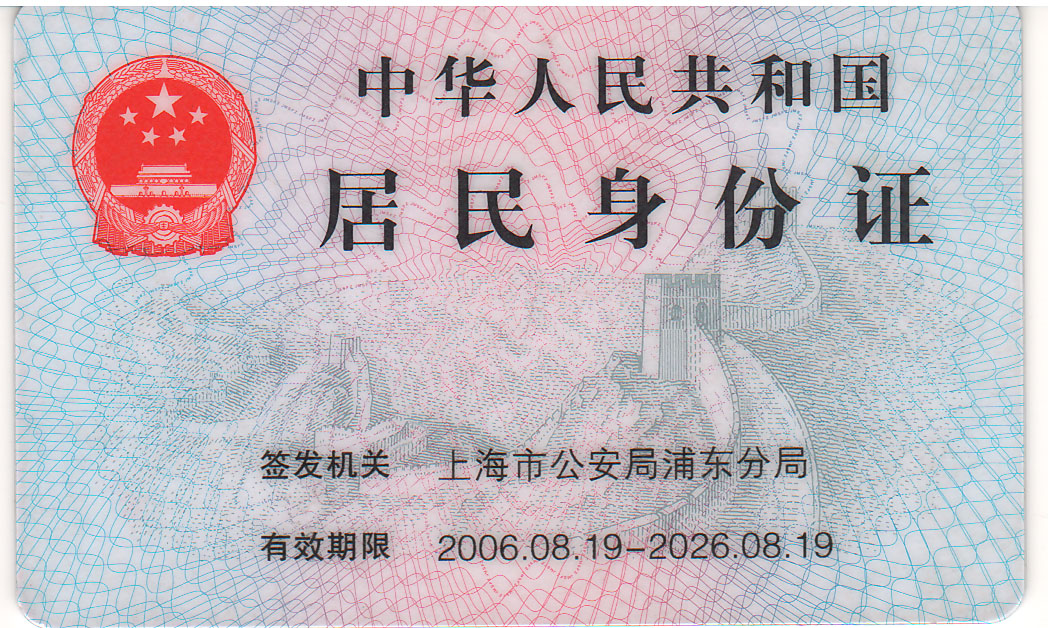 中华人民共和国
居民身份证
签发机关 上海市公安局浦东分局
有效期限 2006.08.19-2026.08.19